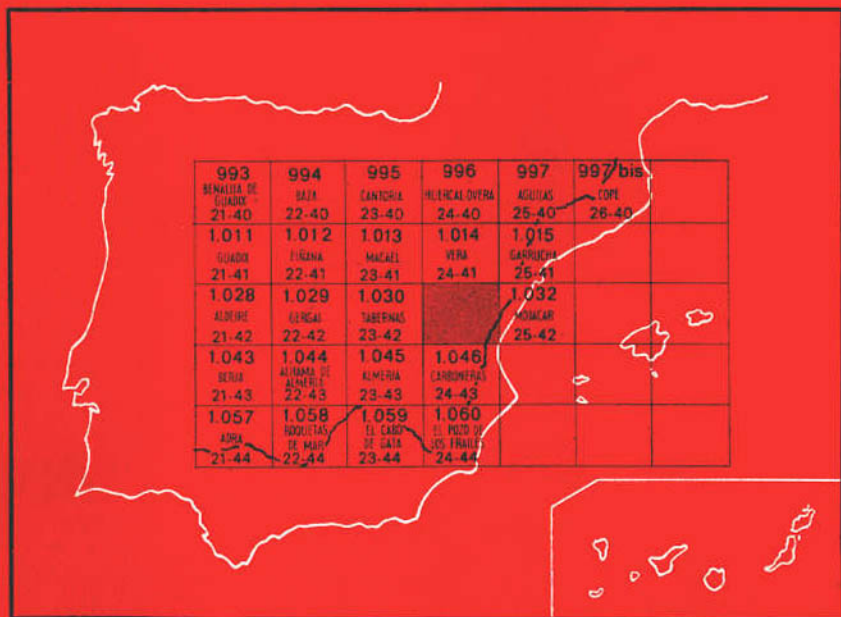 993 994 995 996 997 997 bis
BENALUA DE GUADIX BAZA CANTORIA HUERCAL-OVERA AGUILAS COPE
21-40 22-40 23-40 24-40 25-40 26-40
1.011 1.012 1.013 1.014 1.015
GUADIX FIÑANA MACAEL VERA GARRUCHA
21-41 22-41 23-41 24-41 25-41
1.028 1.029 1.030 1.032
ALDEIRE GERGAL TABERNAS MOJACAR
21-42 22-42 23-42 25-42
1.043 1.044 1.045 1.046
BERJA ALHAMA DE ALMERIA ALMERIA CARBONERAS
21-43 22-43 23-43 24-43
1.057 1.058 1.059 1.060
ADRA ROQUETAS DE MAR EL CABO DE GATA EL POZO DE LOS FRAILES
21-44 22-44 23-44 24-44